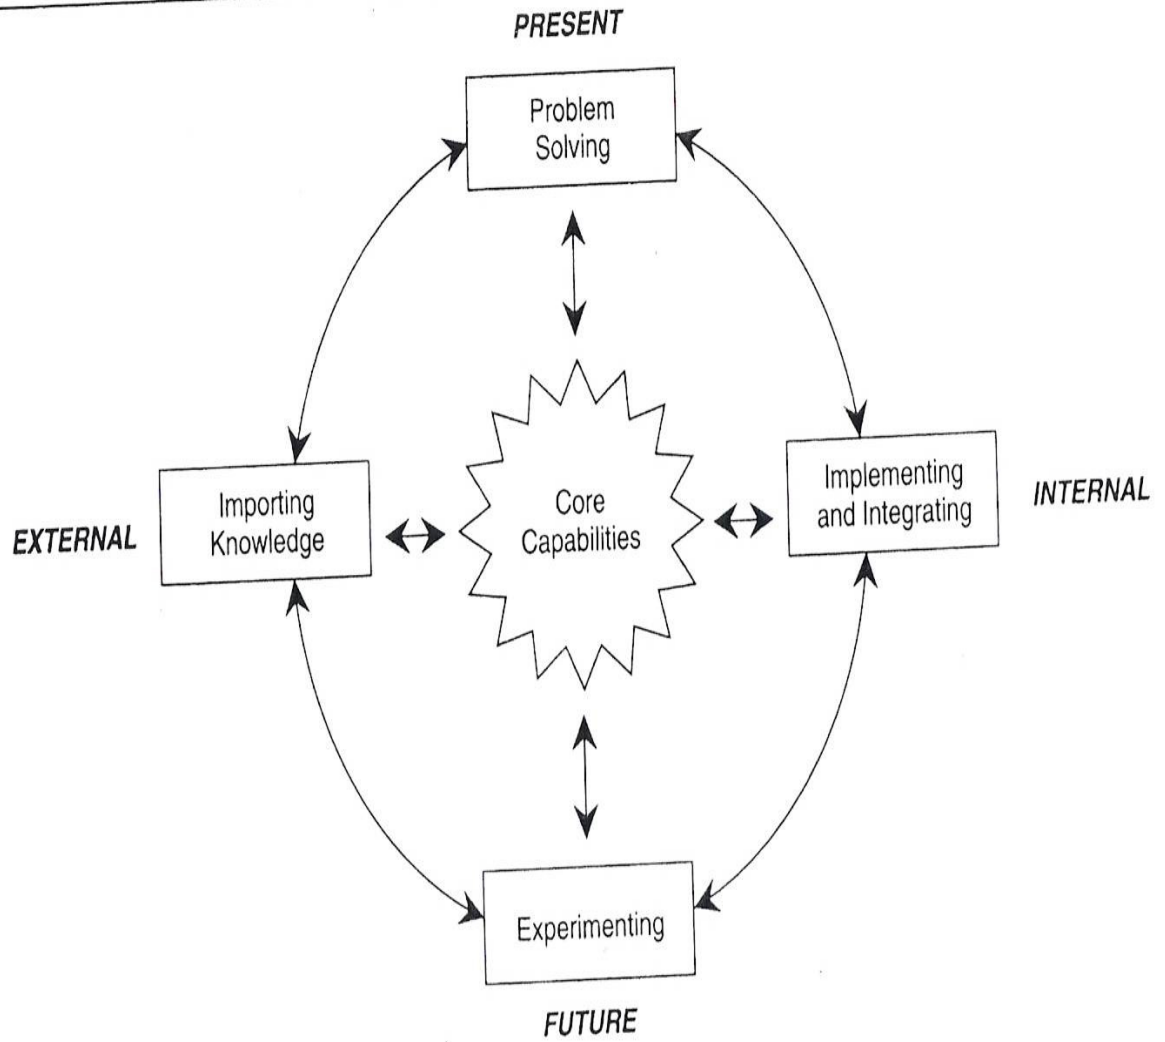 PRESENT
Problem
Solving
EXTERNAL
Importing
Knowledge
Core
Capabilities
Implementing
and Integrating
INTERNAL
Experimenting
FUTURE